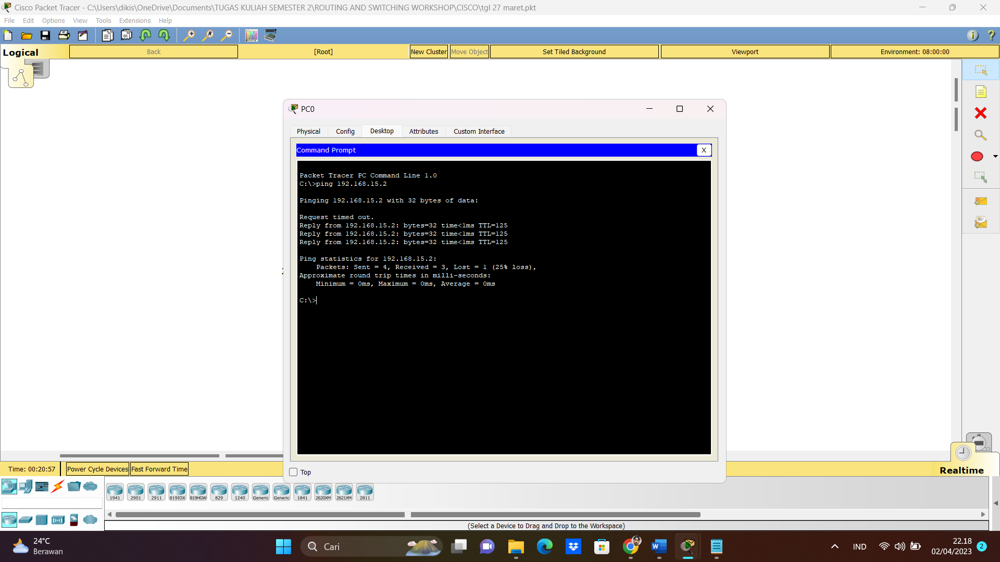 Cisco Packet Tracer - C:\Users\dikis\OneDrive\Documents\TUGAS KULIAH SEMESTER 2\ROUTING AND SWITCHING WORKSHOP\CISCO\tgl 27 maret.pkt
File Edit Options View Tools Extensions Help
Logical Back [Root] New Cluster Move Object Set Tiled Background Viewport Environment: 08:00:00
PC0
Physical Config Desktop Attributes Custom Interface
Command Prompt X
Packet Tracer PC Command Line 1.0
C:\>ping 192.168.15.2
Pinging 192.168.15.2 with 32 bytes of data:
Request timed out.
Reply from 192.168.15.2: bytes=32 time<1ms TTL=125
Reply from 192.168.15.2: bytes=32 time<1ms TTL=125
Reply from 192.168.15.2: bytes=32 time<1ms TTL=125
Ping statistics for 192.168.15.2:
Packets: Sent = 4, Received = 3, Lost = 1 (25% loss),
Approximate round trip times in milli-seconds:
Minimum = 0ms, Maximum = 0ms, Average = 0ms
C:\>
Top
Time: 00:20:57 Power Cycle Devices Fast Forward Time Realtime
1941 2901 2911 819IOX 819HGW 829 1240 Generic Generic 1841 2620XM 2621XM 2811
(Select a Device to Drag and Drop to the Workspace)
24°C
Berawan
Cari
IND
22.18
02/04/2023
2